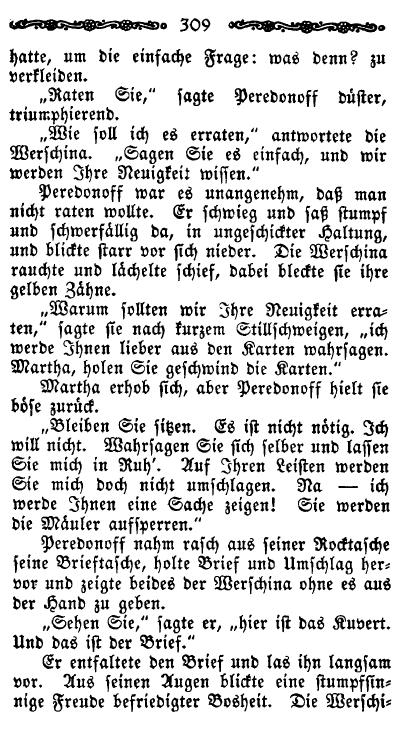 309
hatte, um die einfache Frage: was denn? zu
verkleiden.
„Raten Sie,“ sagte Peredonoff düster,
triumphierend.
„Wie soll ich es erraten,“ antwortete die
Werschina. „Sagen Sie es einfach, und wir
werden Ihre Neuigkeit wissen.“
Peredonoff war es unangenehm, daß man
nicht raten wollte. Er schwieg und saß stumpf
und schwerfällig da, in ungeschickter Haltung,
und blickte starr vor sich nieder. Die Werschina
rauchte und lächelte schief, dabei bleckte sie ihre
gelben Zähne.
„Warum sollten wir Ihre Neuigkeit erra-
ten,“ sagte sie nach kurzem Stillschweigen, „ich
werde Ihnen lieber aus den Karten wahrsagen.
Martha, holen Sie geschwind die Karten.“
Martha erhob sich, aber Peredonoff hielt sie
böse zurück.
„Bleiben Sie sitzen. Es ist nicht nötig. Ich
will nicht. Wahrsagen Sie sich selber und lassen
Sie mich in Ruh’. Auf Ihren Leisten werden
Sie mich doch nicht umschlagen. Na — ich
werde Ihnen eine Sache zeigen! Sie werden
die Mäuler aufsperren.“
Peredonoff nahm rasch aus seiner Rocktasche
seine Brieftasche, holte Brief und Umschlag her-
vor und zeigte beides der Werschina ohne es aus
der Hand zu geben.
„Sehen Sie,“ sagte er, „hier ist das Kuvert.
Und das ist der Brief.“
Er entfaltete den Brief und las ihn langsam
vor. Aus seinen Augen blickte eine stumpfsin-
nige Freude befriedigter Bosheit. Die Werschi-